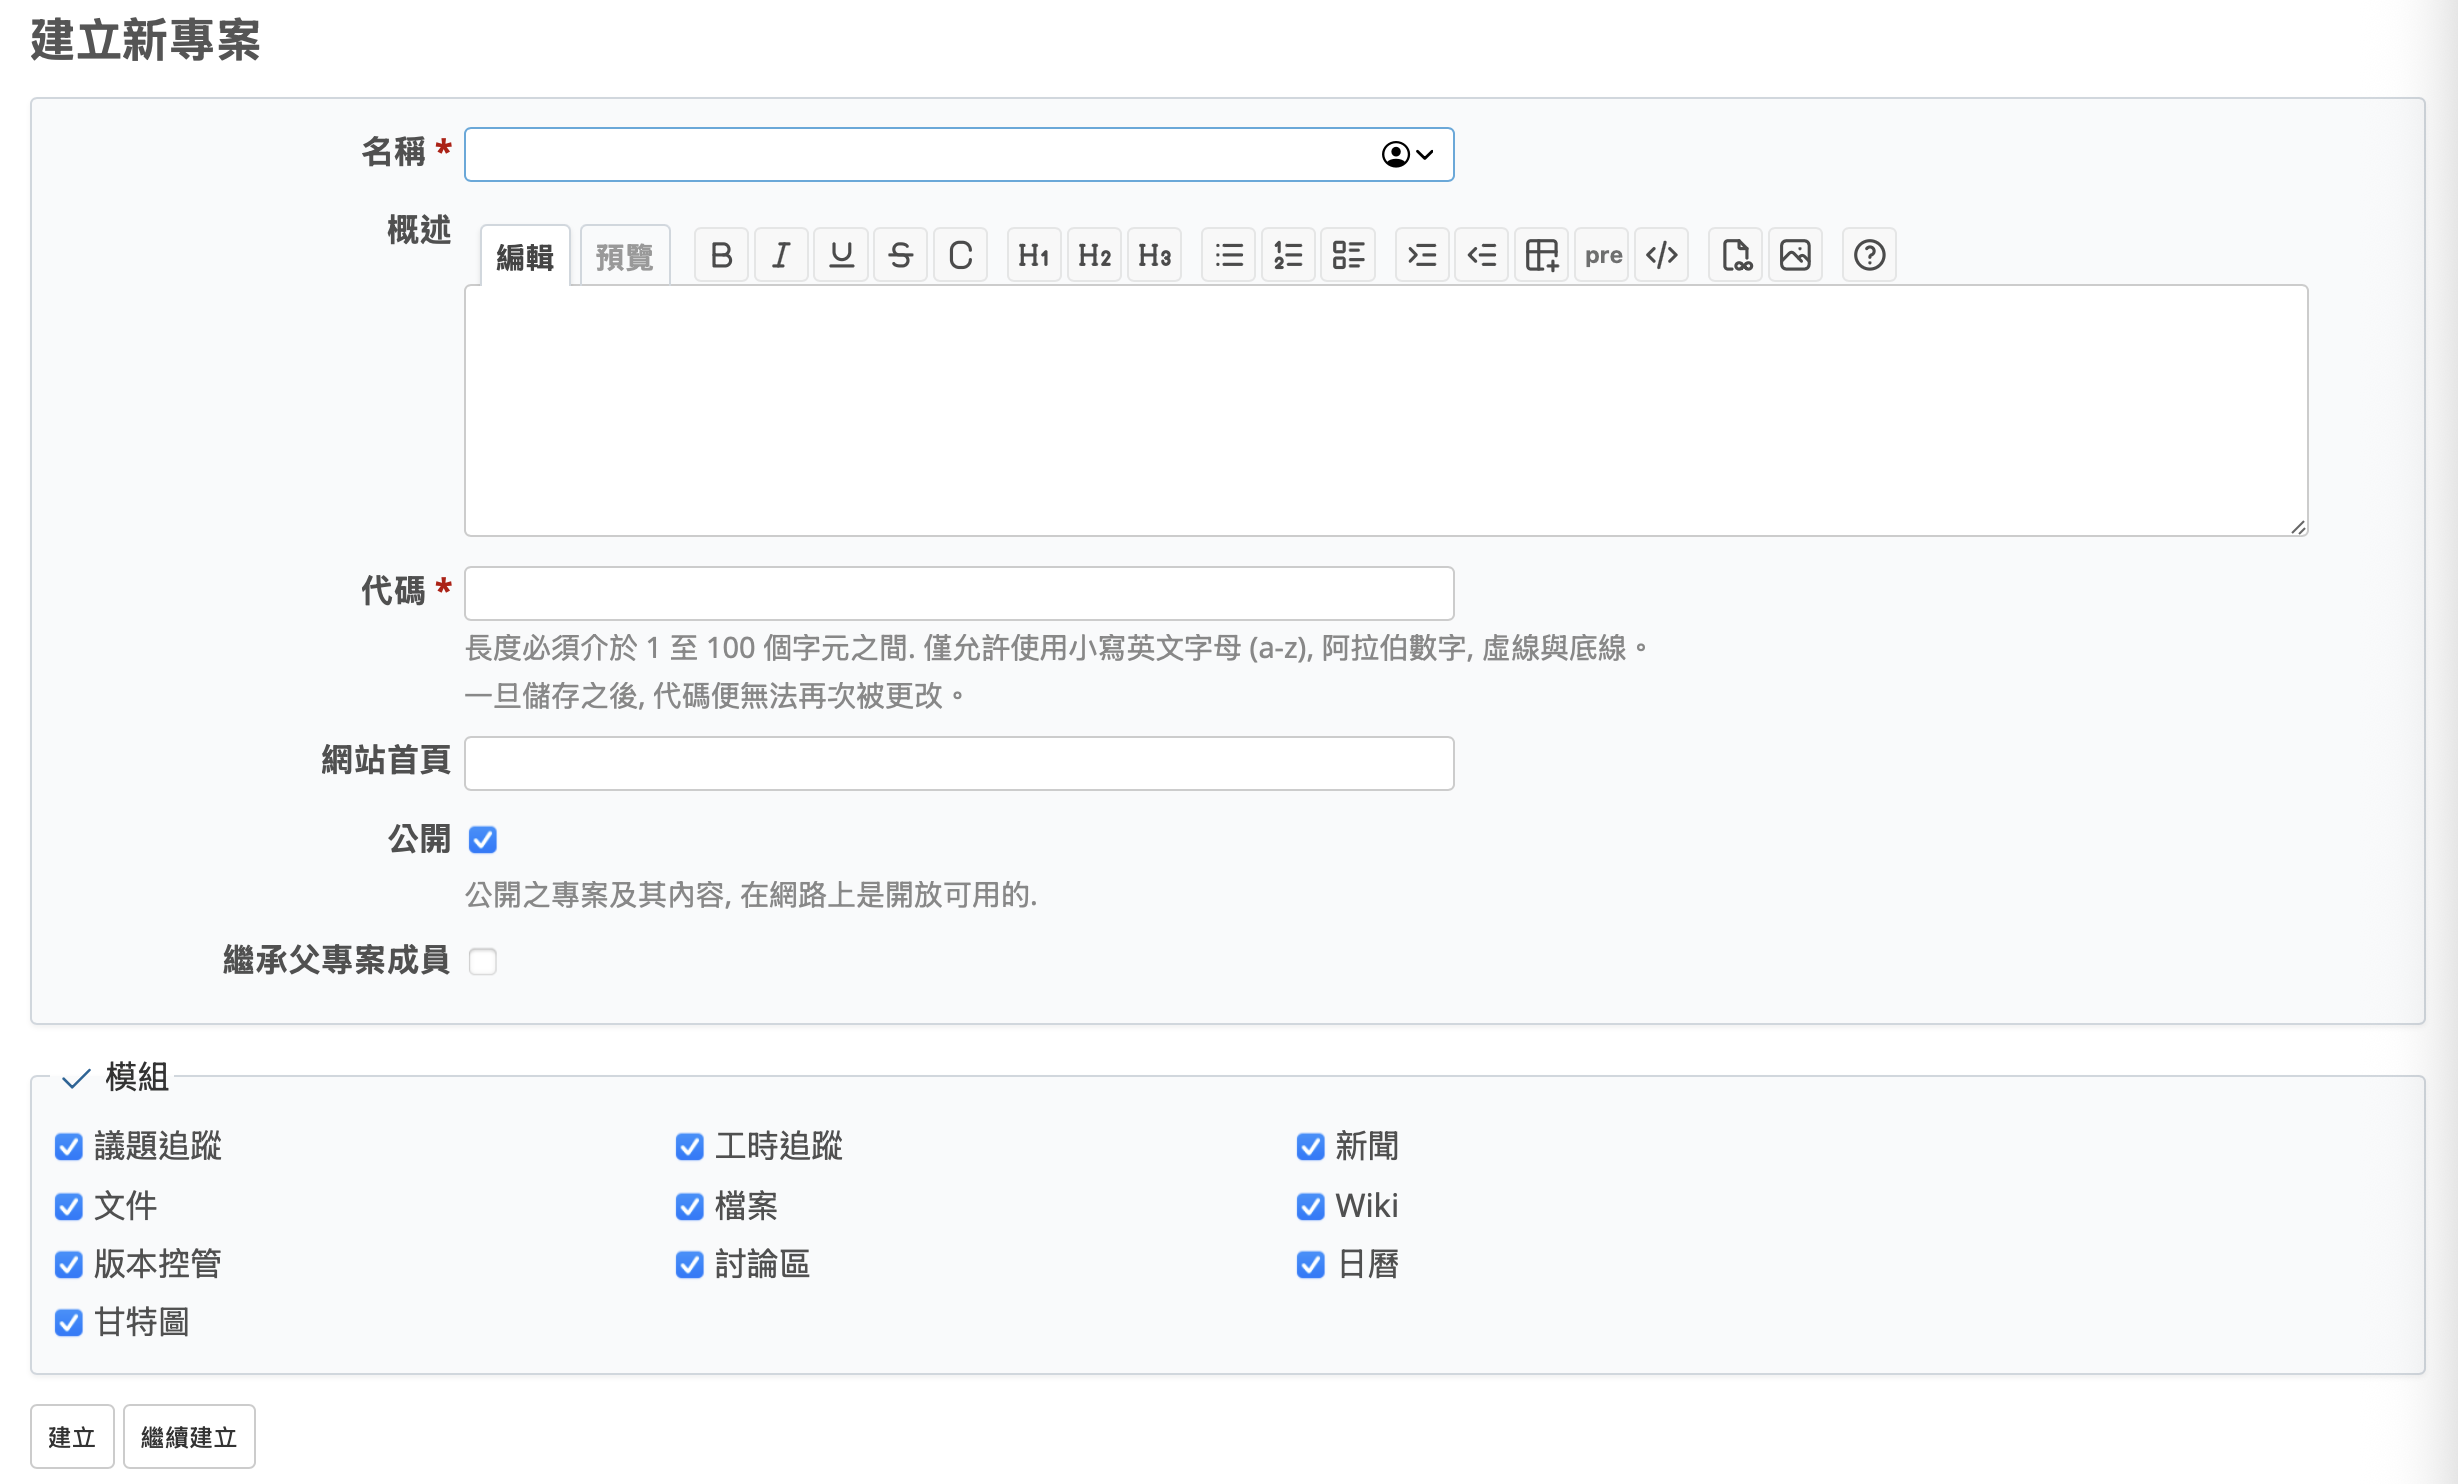 建立新專案
名稱 *
概述
編輯 預覽 B I U S C H1 H2 H3 pre </> ?
代碼 *
長度必須介於 1 至 100 個字元之間. 僅允許使用小寫英文字母 (a-z), 阿拉伯數字, 虛線與底線。
一旦儲存之後, 代碼便無法再次被更改。
網站首頁
公開
公開之專案及其內容, 在網路上是開放可用的.
繼承父專案成員
模組
議題追蹤 工時追蹤 新聞
文件 檔案 Wiki
版本控管 討論區 日曆
甘特圖
建立 繼續建立